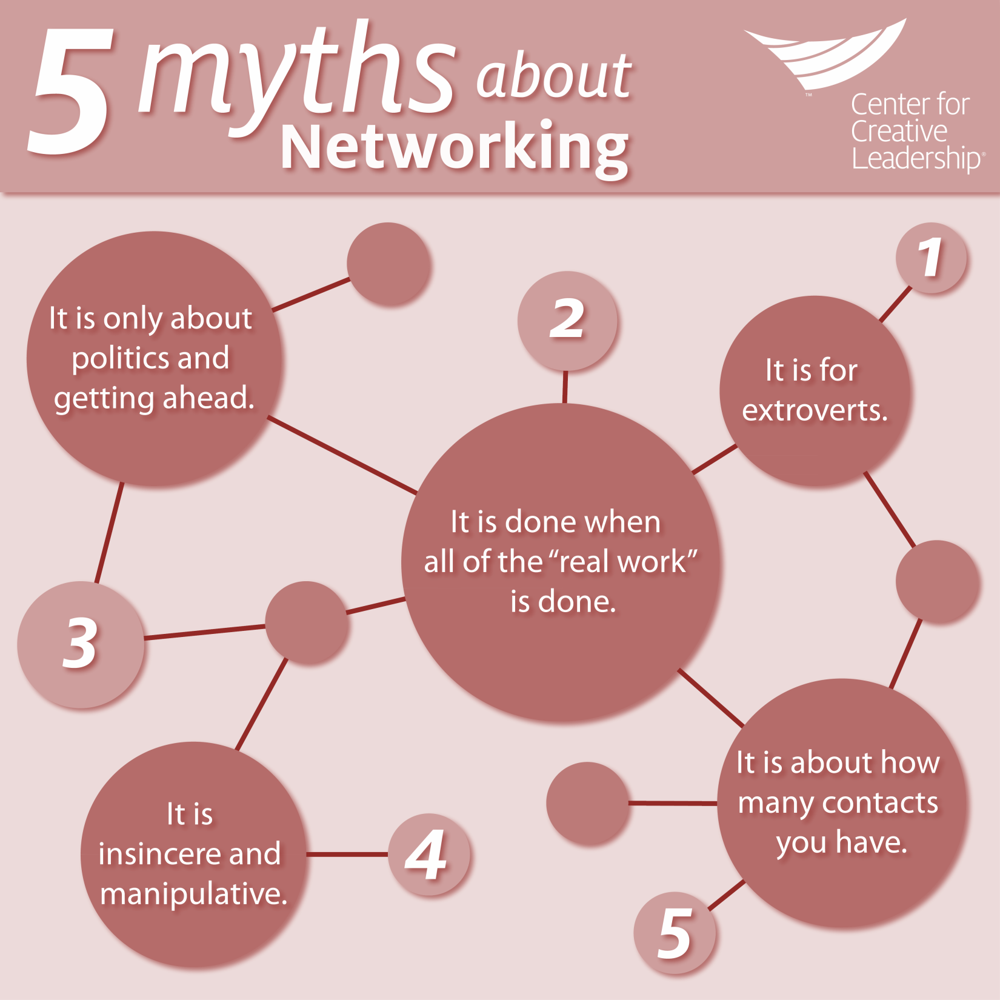 5 myths about
Networking
™
Center for
Creative
Leadership®
1
It is for
extroverts.
2
It is done when
all of the “real work”
is done.
3
It is only about
politics and
getting ahead.
4
It is
insincere and
manipulative.
5
It is about how
many contacts
you have.